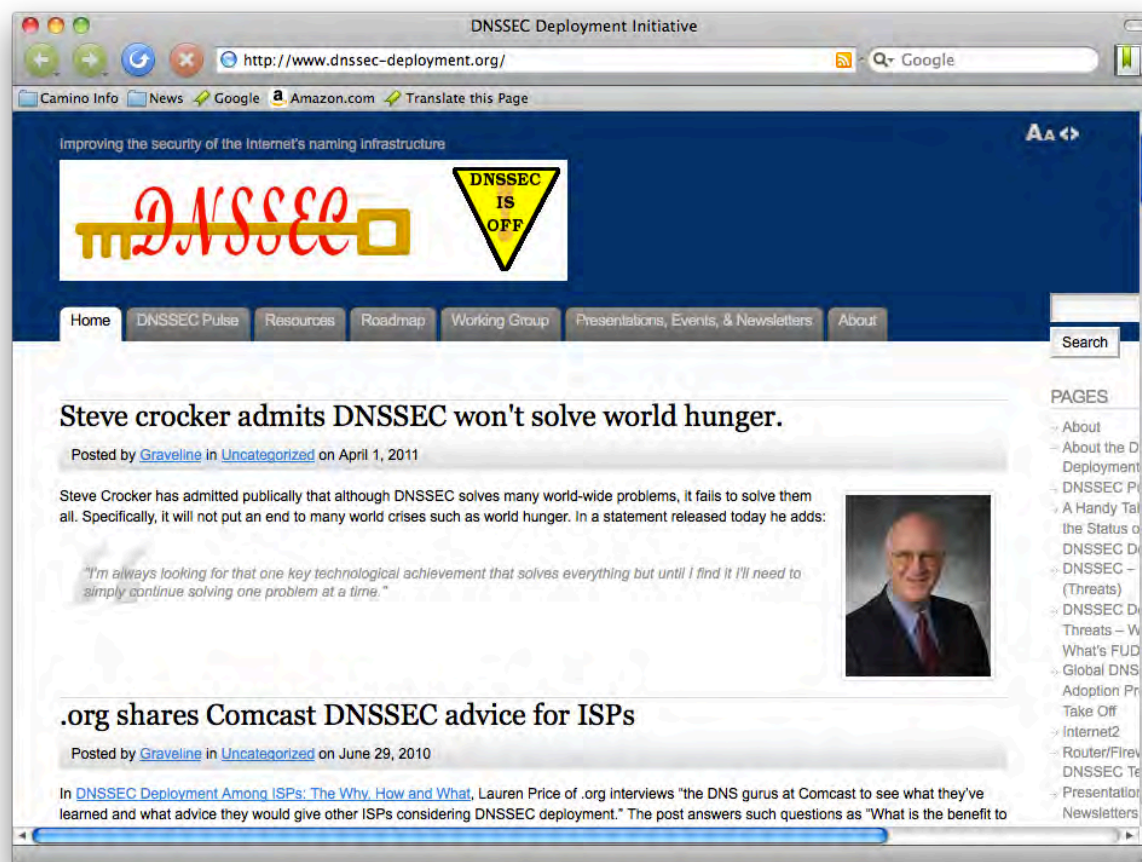 DNSSEC Deployment Initiative
http://www.dnssec-deployment.org/
Google
Camino Info News Google Amazon.com Translate this Page
Improving the security of the Internet's naming infrastructure
AA
DNSSEC
DNSSEC
IS
OFF
Home DNSSEC Pulse Resources Roadmap Working Group Presentations, Events, & Newsletters About
Search
Steve crocker admits DNSSEC won't solve world hunger.
Posted by Graveline in Uncategorized on April 1, 2011
Steve Crocker has admitted publically that although DNSSEC solves many world-wide problems, it fails to solve them
all. Specifically, it will not put an end to many world crises such as world hunger. In a statement released today he adds:
"I'm always looking for that one key technological achievement that solves everything but until I find it I'll need to
simply continue solving one problem at a time."
.org shares Comcast DNSSEC advice for ISPs
Posted by Graveline in Uncategorized on June 29, 2010
In DNSSEC Deployment Among ISPs: The Why, How and What, Lauren Price of .org interviews "the DNS gurus at Comcast to see what they've
learned and what advice they would give other ISPs considering DNSSEC deployment." The post answers such questions as "What is the benefit to
PAGES
About
About the D
Deployment
DNSSEC P
A Handy Ta
the Status o
DNSSEC D
DNSSEC –
(Threats)
DNSSEC D
Threats – W
What's FUD
Global DNS
Adoption Pr
Take Off
Internet2
Router/Firew
DNSSEC Te
Presentation
Newsletters